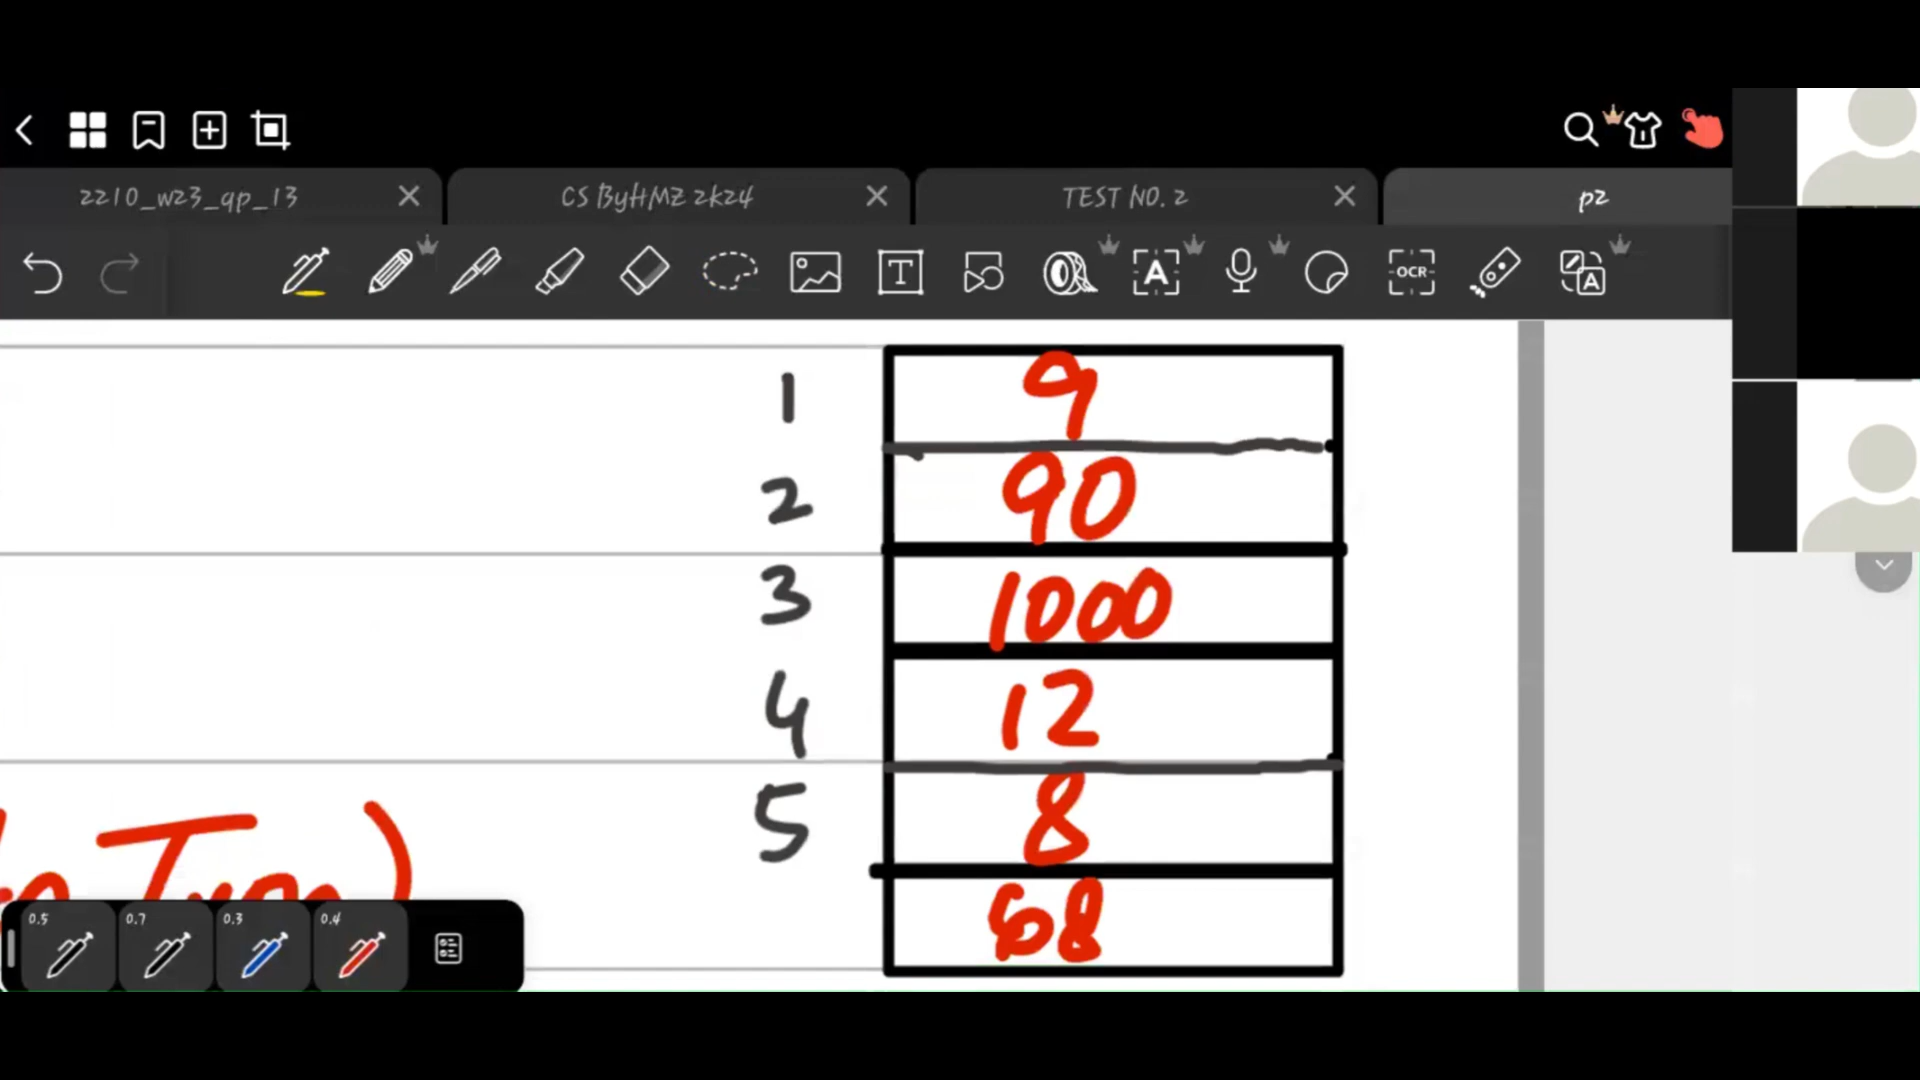 2210_w23_qp_13
CS ByHMZ 2k24
TEST NO. 2
p2
T
A
OCR
A
1 9
2 90
3 1000
4 12
5 8
68
0.5 0.7 0.3 0.4